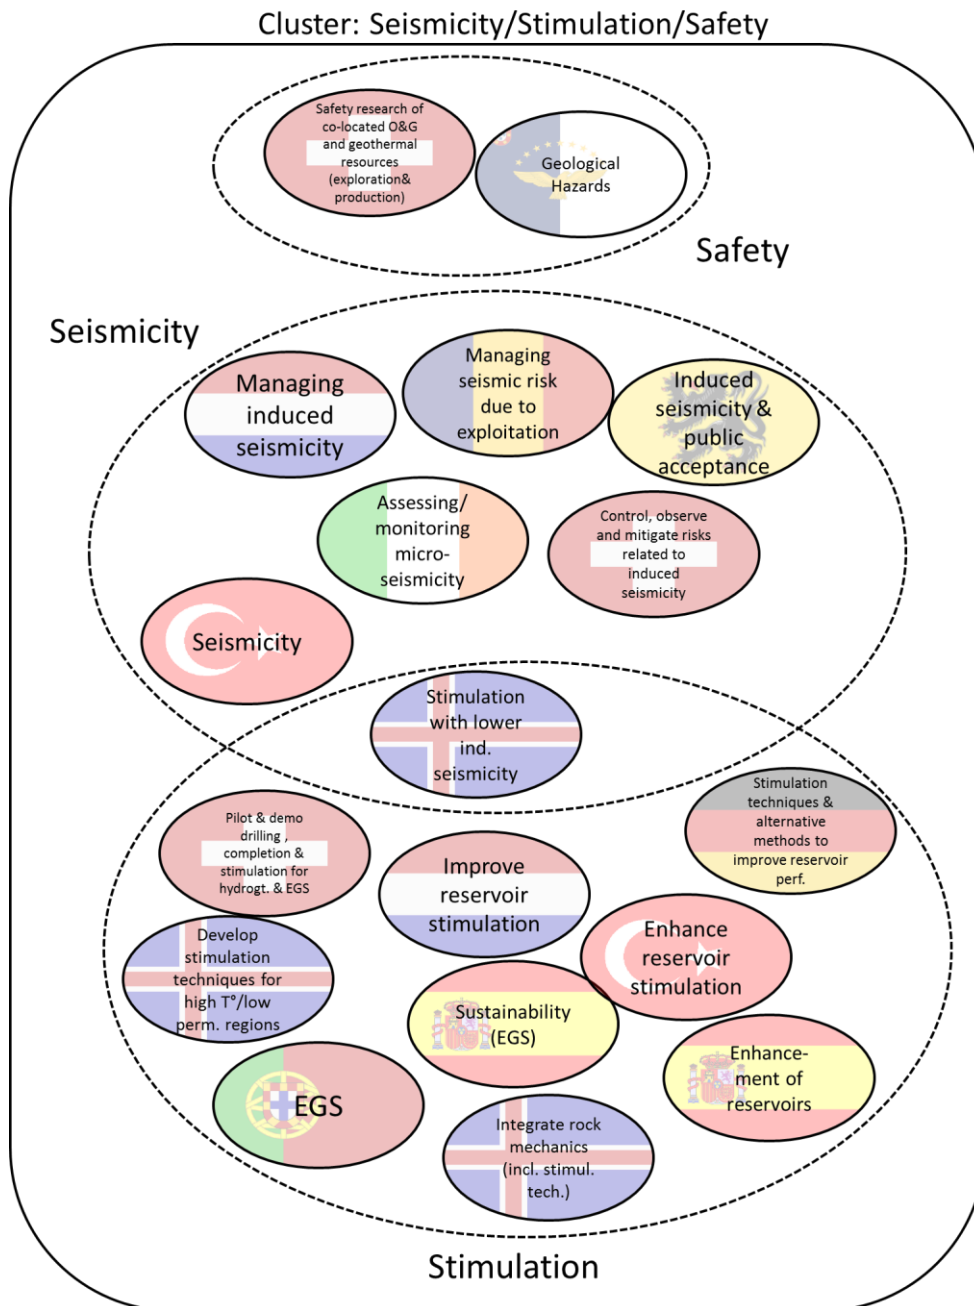 Cluster: Seismicity/Stimulation/Safety
Safety research of
co-located O&G
and geothermal
resources
(exploration&
production)
Geological
Hazards
Safety
Seismicity
Managing
induced
seismicity
Managing
seismic risk
due to
exploitation
Induced
seismicity &
public
acceptance
Assessing/
monitoring
micro-
seismicity
Control, observe
and mitigate risks
related to
induced
seismicity
Seismicity
Stimulation
with lower
ind.
seismicity
Stimulation
techniques &
alternative
methods to
improve reservoir
perf.
Pilot & demo
drilling ,
completion &
stimulation for
hydrogt. & EGS
Improve
reservoir
stimulation
Enhance
reservoir
stimulation
Develop
stimulation
techniques for
high T°/low
perm. regions
Sustainability
(EGS)
Enhance-
ment of
reservoirs
EGS
Integrate rock
mechanics
(incl. stimul.
tech.)
Stimulation